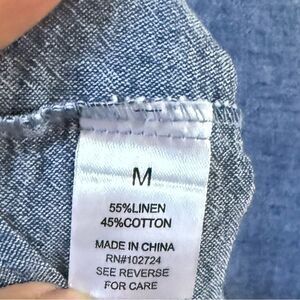 M
55%LINEN
45%COTTON
MADE IN CHINA
RN#102724
SEE REVERSE
FOR CARE